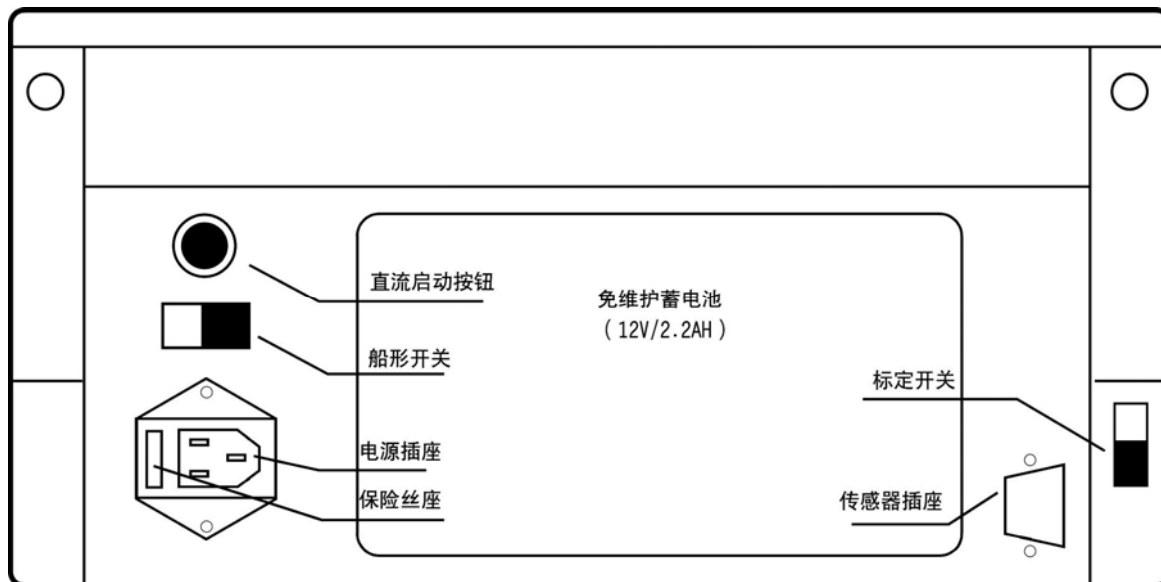 直流启动按钮
免维护蓄电池
(12V/2.2AH)
船形开关
标定开关
电源插座
保险丝座
传感器插座